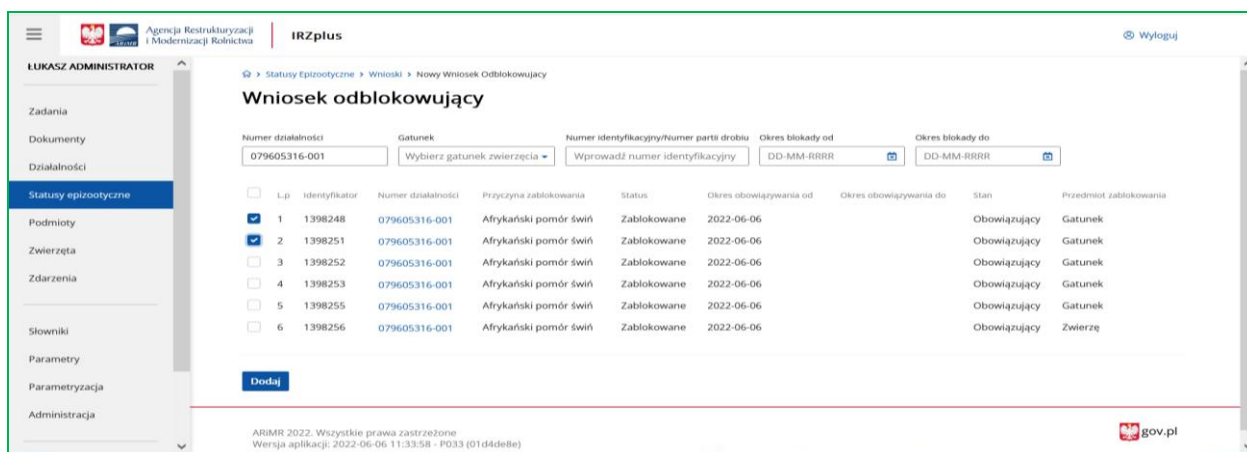 Agencja Restrukturyzacji
i Modernizacji Rolnictwa
IRZplus
Wyloguj
ŁUKASZ ADMINISTRATOR
Zadania
Dokumenty
Działalności
Statusy epizootyczne
Podmioty
Zwierzęta
Zdarzenia
Słowniki
Parametry
Parametryzacja
Administracja
Statusy Epizootyczne > Wnioski > Nowy Wniosek Odblokowujacy
Wniosek odblokowujący
Numer działalności Gatunek Numer identyfikacyjny/Numer partii drobiu Okres blokady od Okres blokady do
079605316-001 Wybierz gatunek zwierzęcia Wprowadź numer identyfikacyjny DD-MM-RRRR DD-MM-RRRR
L.p Identyfikator Numer działalności Przyczyna zablokowania Status Okres obowiązywania od Okres obowiązywania do Stan Przedmiot zablokowania
1 1398248 079605316-001 Afrykański pomór świń Zablokowane 2022-06-06 Obowiązujący Gatunek
2 1398251 079605316-001 Afrykański pomór świń Zablokowane 2022-06-06 Obowiązujący Gatunek
3 1398252 079605316-001 Afrykański pomór świń Zablokowane 2022-06-06 Obowiązujący Gatunek
4 1398253 079605316-001 Afrykański pomór świń Zablokowane 2022-06-06 Obowiązujący Gatunek
5 1398255 079605316-001 Afrykański pomór świń Zablokowane 2022-06-06 Obowiązujący Gatunek
6 1398256 079605316-001 Afrykański pomór świń Zablokowane 2022-06-06 Obowiązujący Zwierzę
Dodaj
ARiMR 2022. Wszystkie prawa zastrzeżone
Wersja aplikacji: 2022-06-06 11:33:58 - P033 (01d4de8e)
gov.pl